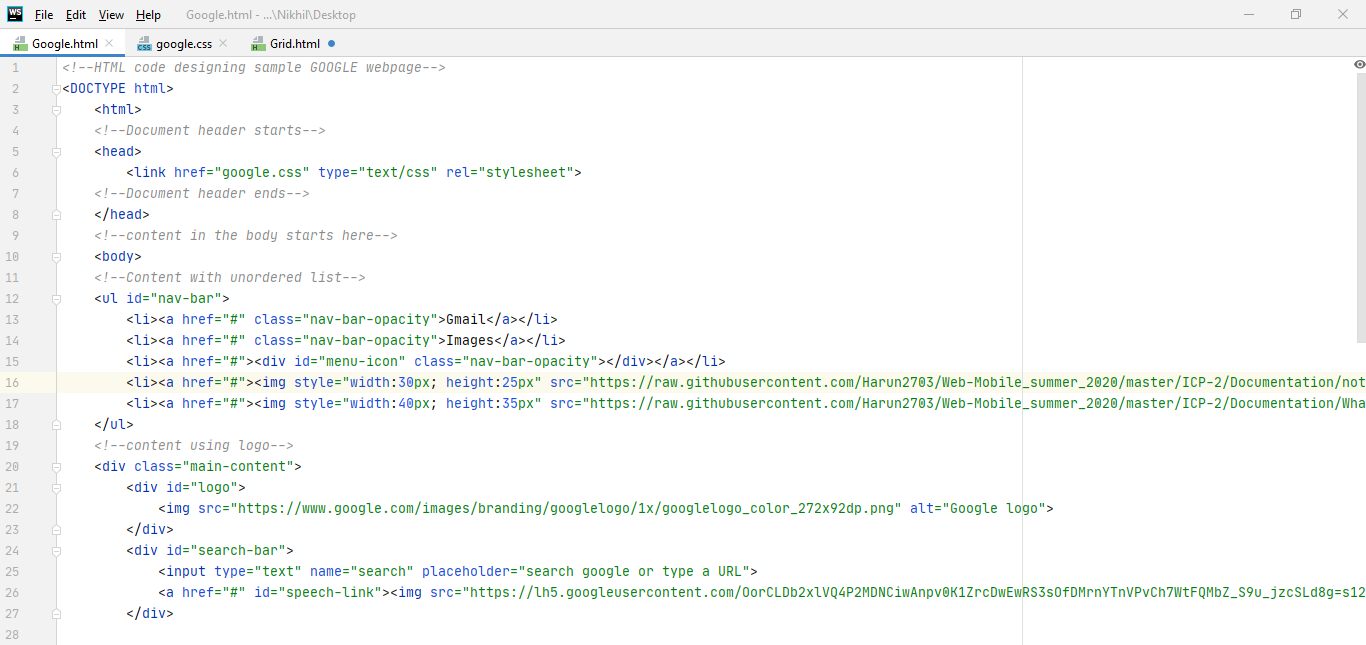 WS File Edit View Help Google.html - ...\Nikhil\Desktop
Google.html google.css Grid.html
1 <!--HTML code designing sample GOOGLE webpage-->
2 <DOCTYPE html>
3 <html>
4 <!--Document header starts-->
5 <head>
6 <link href="google.css" type="text/css" rel="stylesheet">
7 <!--Document header ends-->
8 </head>
9 <!--content in the body starts here-->
10 <body>
11 <!--Content with unordered list-->
12 <ul id="nav-bar">
13 <li><a href="#" class="nav-bar-opacity">Gmail</a></li>
14 <li><a href="#" class="nav-bar-opacity">Images</a></li>
15 <li><a href="#"><div id="menu-icon" class="nav-bar-opacity"></div></a></li>
16 <li><a href="#"><img style="width:30px; height:25px" src="https://raw.githubusercontent.com/Harun2703/Web-Mobile_summer_2020/master/ICP-2/Documentation/not
17 <li><a href="#"><img style="width:40px; height:35px" src="https://raw.githubusercontent.com/Harun2703/Web-Mobile_summer_2020/master/ICP-2/Documentation/Wha
18 </ul>
19 <!--content using logo-->
20 <div class="main-content">
21 <div id="logo">
22 <img src="https://www.google.com/images/branding/googlelogo/1x/googlelogo_color_272x92dp.png" alt="Google logo">
23 </div>
24 <div id="search-bar">
25 <input type="text" name="search" placeholder="search google or type a URL">
26 <a href="#" id="speech-link"><img src="https://lh5.googleusercontent.com/OorCLDb2xlVQ4P2MDNCiwAnpv0K1ZrcDwEwRS3sOfDMrnYTnVPvCh7WtFQMbZ_S9u_jzcSLd8g=s12
27 </div>
28